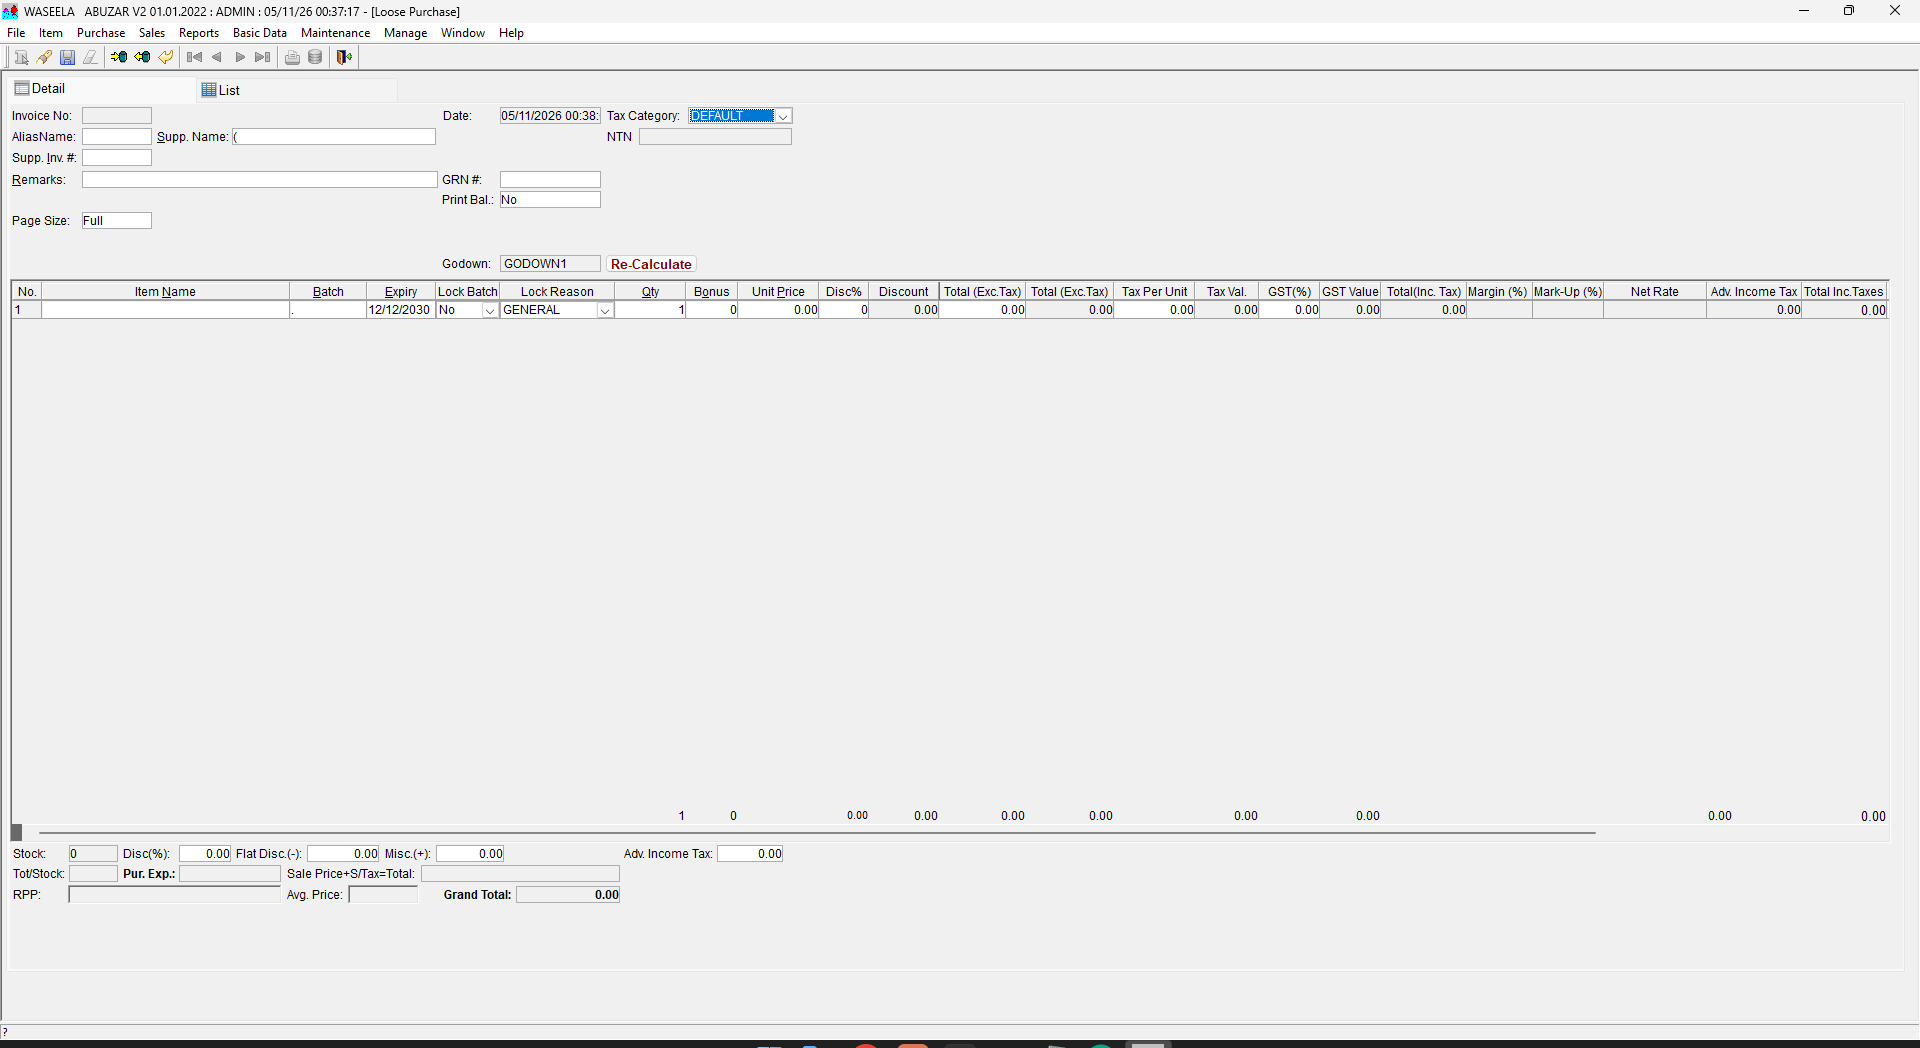 WASEELA   ABUZAR V2 01.01.2022 : ADMIN : 05/11/26 00:37:17 - [Loose Purchase]
File Item Purchase Sales Reports Basic Data Maintenance Manage Window Help
Detail List
Invoice No: Date: 05/11/2026 00:38: Tax Category: DEFAULT
AliasName: Supp. Name: ( NTN
Supp. Inv. #:
Remarks: GRN #:
Print Bal.: No
Page Size: Full
Godown: GODOWN1 Re-Calculate
No. Item Name Batch Expiry Lock Batch Lock Reason Qty Bonus Unit Price Disc% Discount Total (Exc.Tax) Total (Exc.Tax) Tax Per Unit Tax Val. GST(%) GST Value Total(Inc. Tax) Margin (%) Mark-Up (%) Net Rate Adv. Income Tax Total Inc.Taxes
1 . 12/12/2030 No GENERAL 1 0 0.00 0 0.00 0.00 0.00 0.00 0.00 0.00 0.00 0.00 0.00 0.00
1 0 0.00 0.00 0.00 0.00 0.00 0.00 0.00 0.00
Stock: 0 Disc(%): 0.00 Flat Disc.(-): 0.00 Misc.(+): 0.00 Adv. Income Tax: 0.00
Tot/Stock: Pur. Exp.: Sale Price+S/Tax=Total:
RPP: Avg. Price: Grand Total: 0.00
?